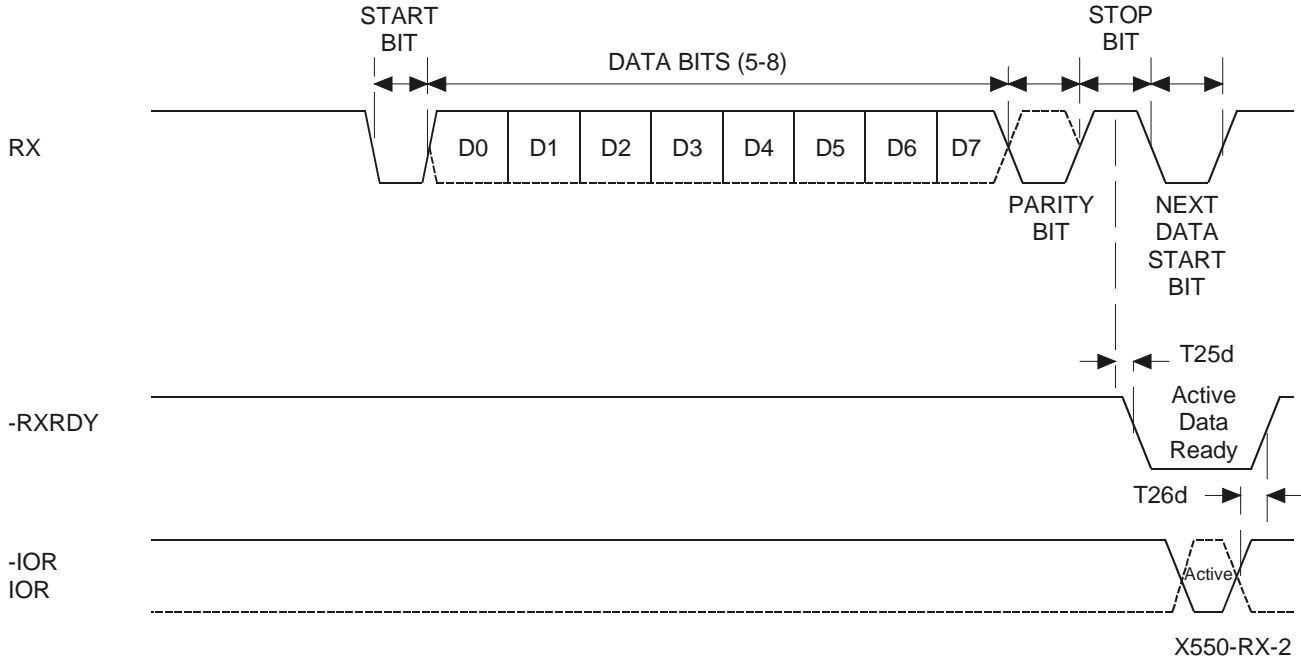 START
BIT
STOP
BIT
DATA BITS (5-8)
RX
D0 D1 D2 D3 D4 D5 D6 D7
PARITY
BIT
NEXT
DATA
START
BIT
T25d
-RXRDY
Active
Data
Ready
T26d
-IOR
IOR
Active
X550-RX-2